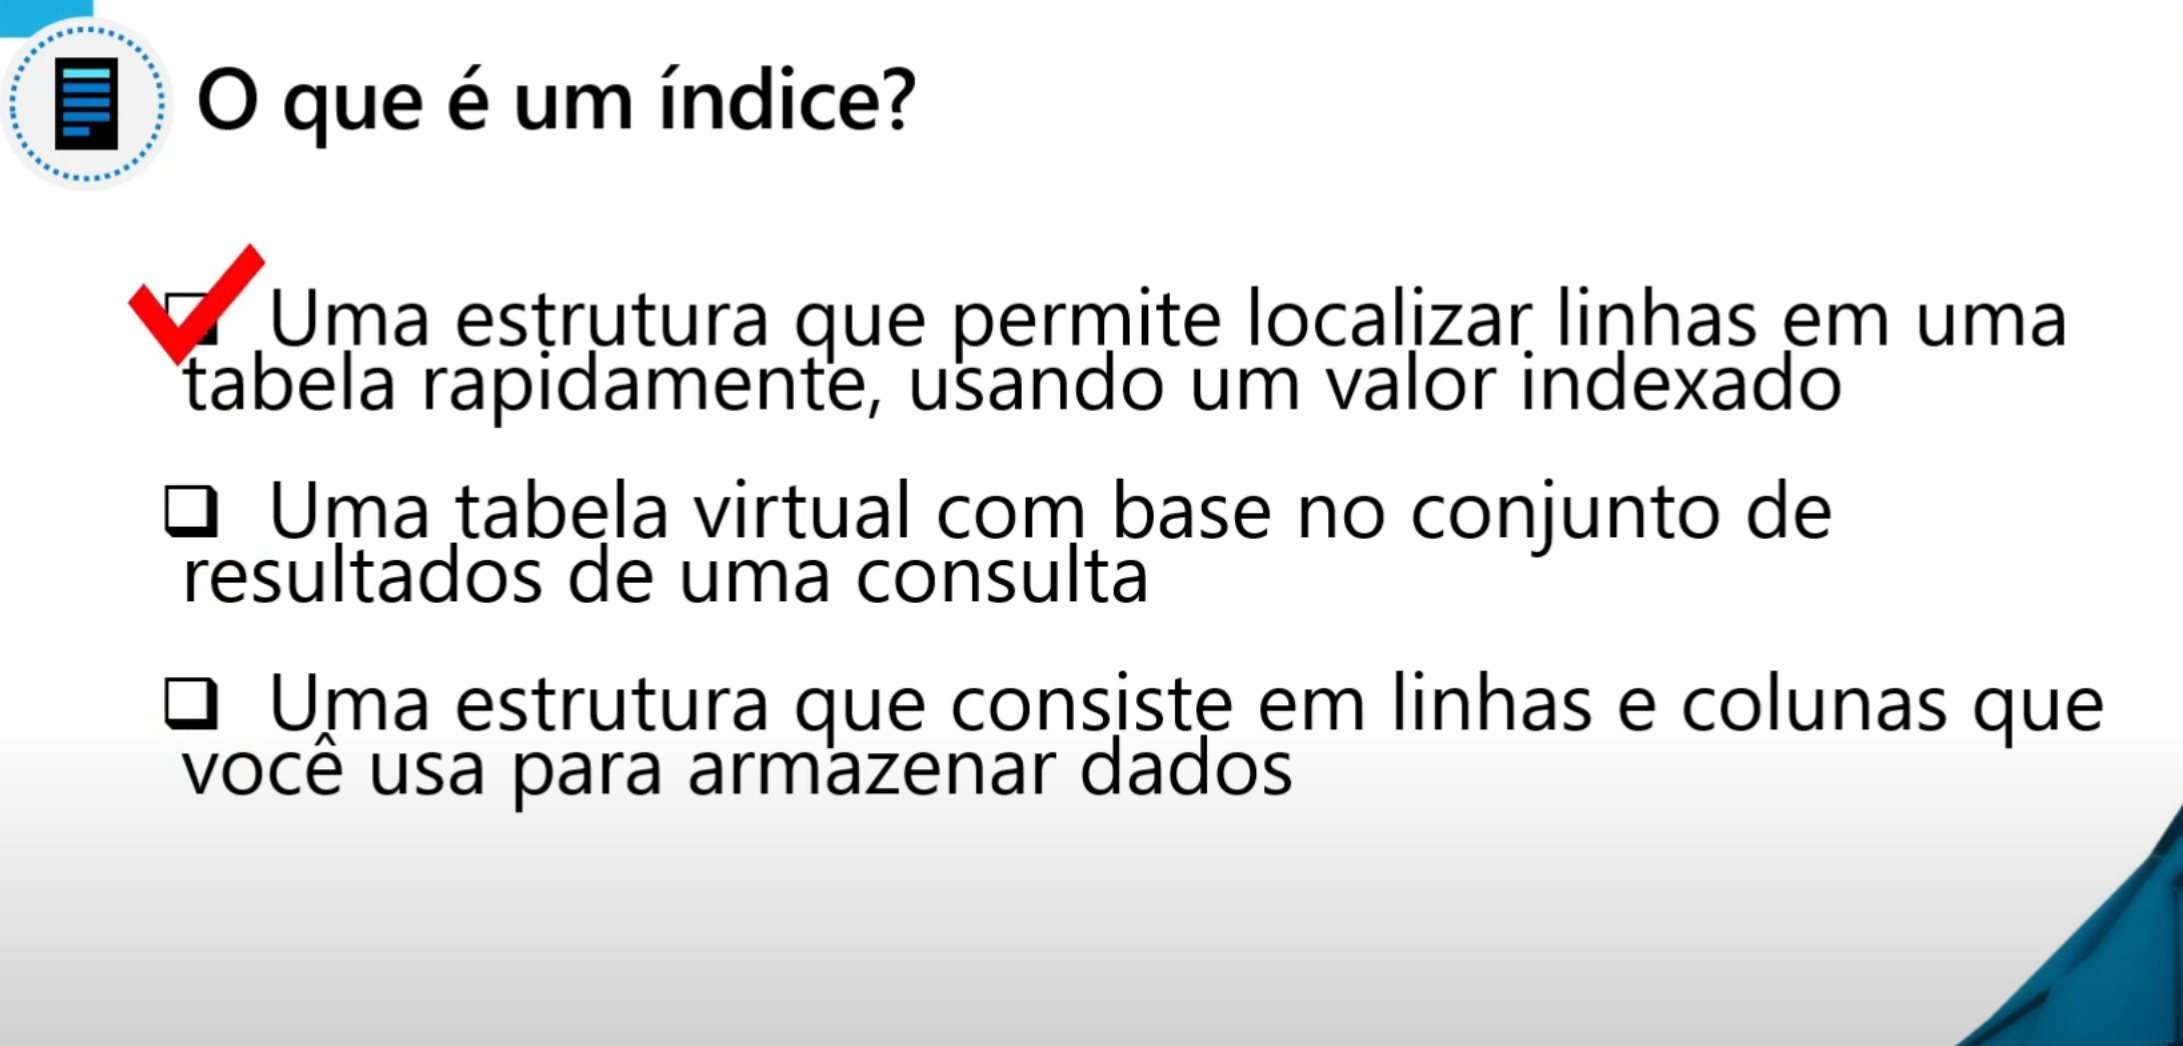 O que é um índice?
Uma estrutura que permite localizar linhas em uma
tabela rapidamente, usando um valor indexado
Uma tabela virtual com base no conjunto de
resultados de uma consulta
Uma estrutura que consiste em linhas e colunas que
você usa para armazenar dados